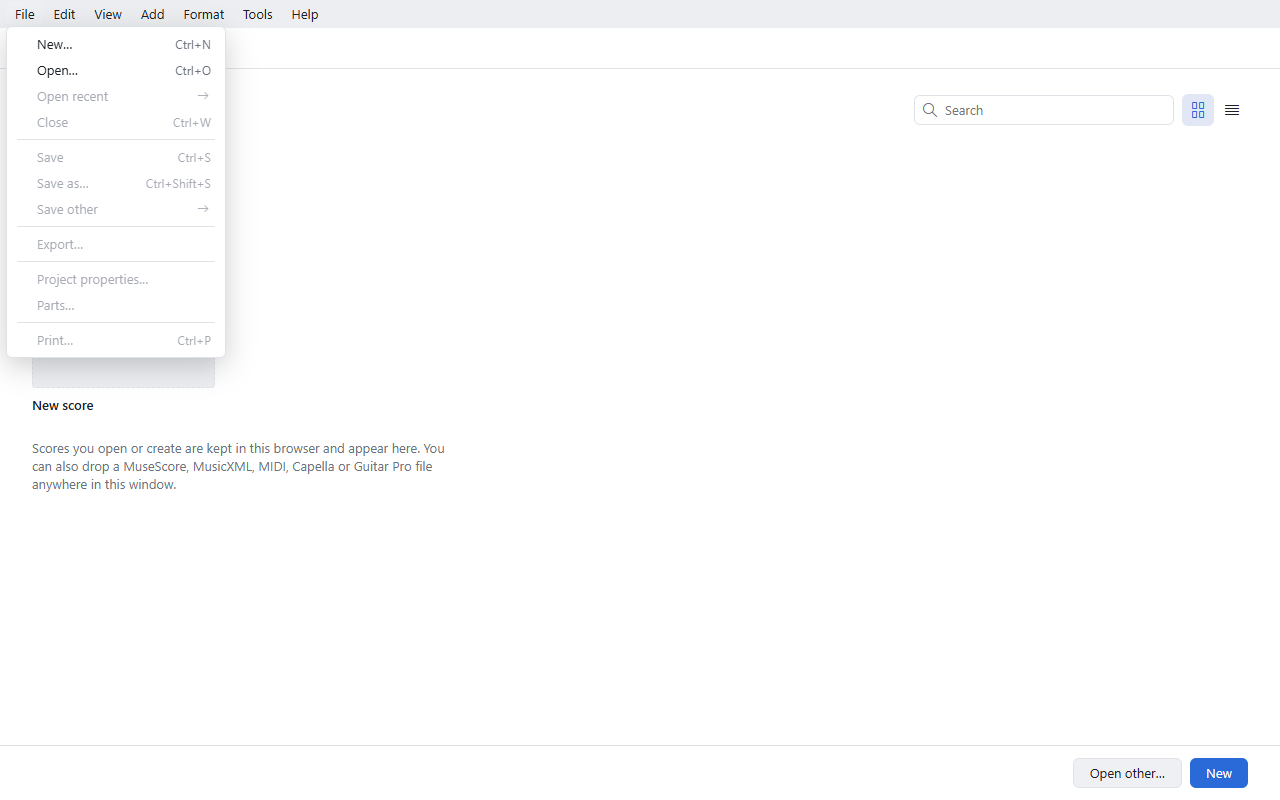 File Edit View Add Format Tools Help
New... Ctrl+N
Open... Ctrl+O
Open recent
Close Ctrl+W
Save Ctrl+S
Save as... Ctrl+Shift+S
Save other
Export...
Project properties...
Parts...
Print... Ctrl+P
Search
New score
Scores you open or create are kept in this browser and appear here. You
can also drop a MuseScore, MusicXML, MIDI, Capella or Guitar Pro file
anywhere in this window.
Open other... New